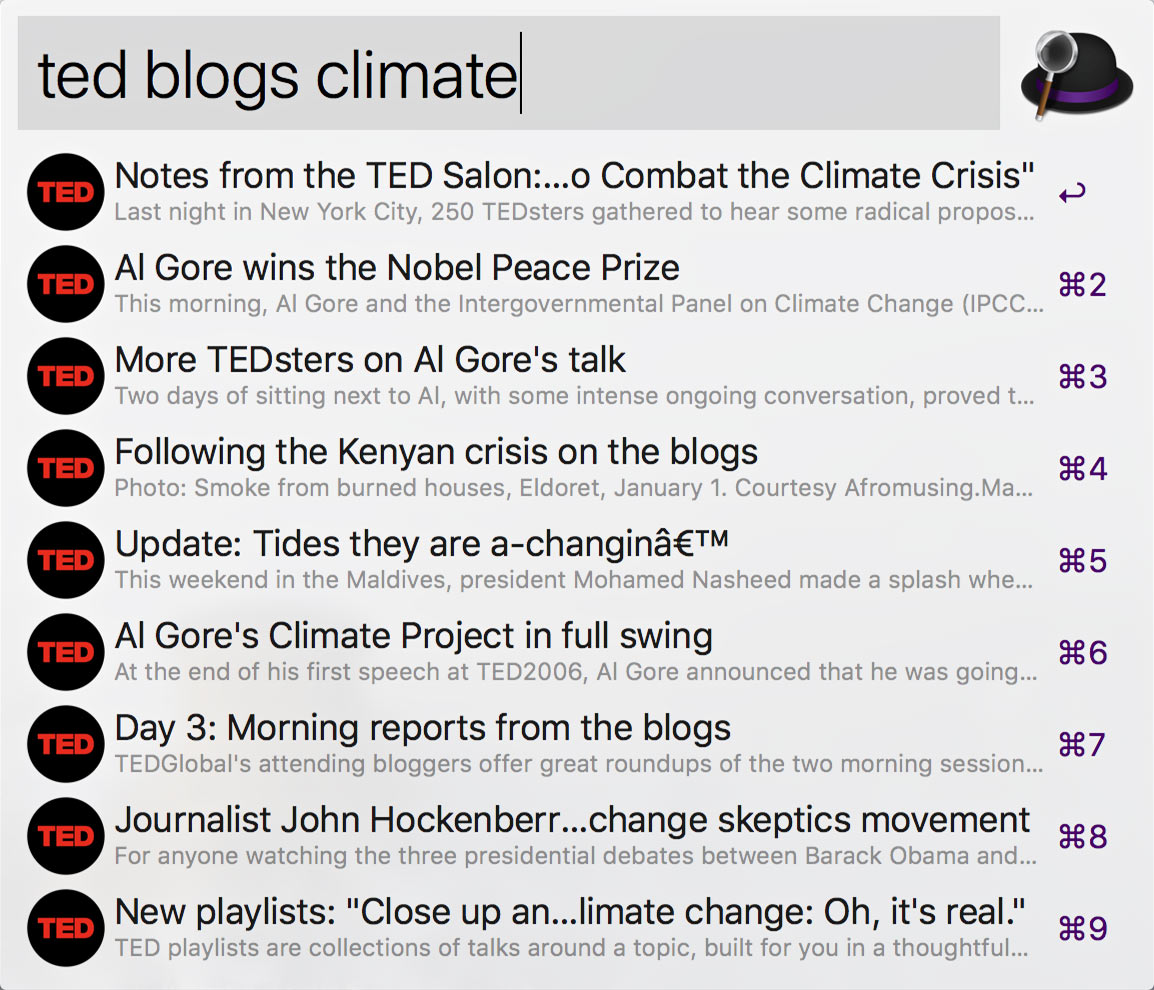 ted blogs climate
TED
Notes from the TED Salon:...o Combat the Climate Crisis"
Last night in New York City, 250 TEDsters gathered to hear some radical propos...
↩
TED
Al Gore wins the Nobel Peace Prize
This morning, Al Gore and the Intergovernmental Panel on Climate Change (IPCC...
⌘2
TED
More TEDsters on Al Gore's talk
Two days of sitting next to Al, with some intense ongoing conversation, proved t...
⌘3
TED
Following the Kenyan crisis on the blogs
Photo: Smoke from burned houses, Eldoret, January 1. Courtesy Afromusing.Ma...
⌘4
TED
Update: Tides they are a-changinâ€™
This weekend in the Maldives, president Mohamed Nasheed made a splash whe...
⌘5
TED
Al Gore's Climate Project in full swing
At the end of his first speech at TED2006, Al Gore announced that he was going...
⌘6
TED
Day 3: Morning reports from the blogs
TEDGlobal's attending bloggers offer great roundups of the two morning session...
⌘7
TED
Journalist John Hockenberr...change skeptics movement
For anyone watching the three presidential debates between Barack Obama and...
⌘8
TED
New playlists: "Close up an...limate change: Oh, it's real."
TED playlists are collections of talks around a topic, built for you in a thoughtful...
⌘9